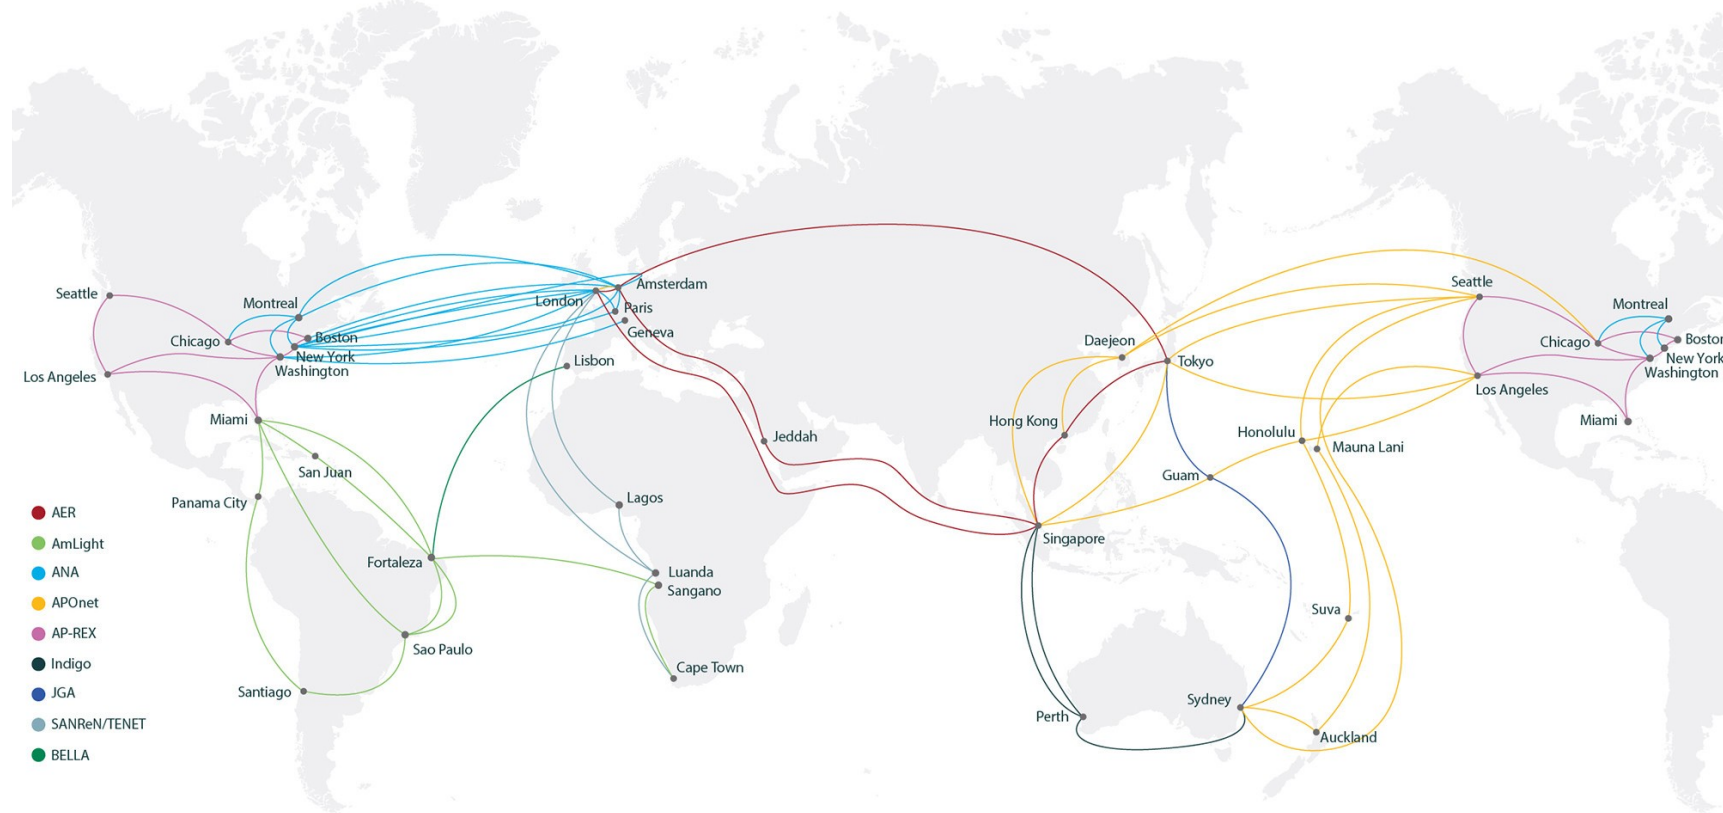 Seattle
Montreal
Chicago
Boston
New York
Washington
Los Angeles
Miami
San Juan
Panama City
Fortaleza
Sao Paulo
Santiago
London
Amsterdam
Paris
Geneva
Lisbon
Jeddah
Lagos
Luanda
Sangano
Cape Town
Daejeon
Tokyo
Hong Kong
Singapore
Guam
Honolulu
Mauna Lani
Suva
Sydney
Perth
Auckland
Seattle
Montreal
Chicago
Boston
New York
Washington
Los Angeles
Miami
AER
AmLight
ANA
APOnet
AP-REX
Indigo
JGA
SANReN/TENET
BELLA